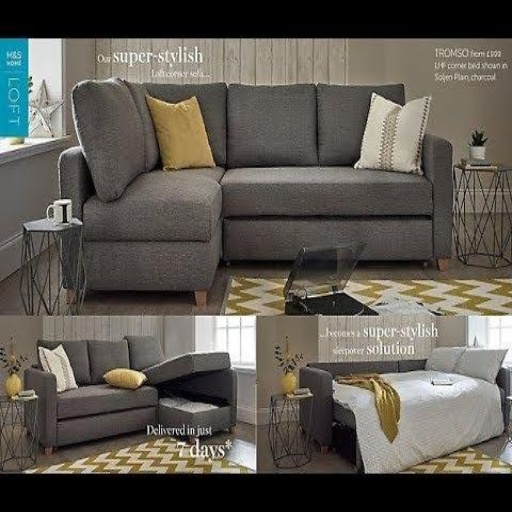 M&S
HOME
LOFT
Our super-stylish
Loft corner sofa...
TROMSO from £999
LHF corner bed shown in
Soljen Plain, charcoal
Delivered in just
7 days*
...becomes a super-stylish
sleepover solution